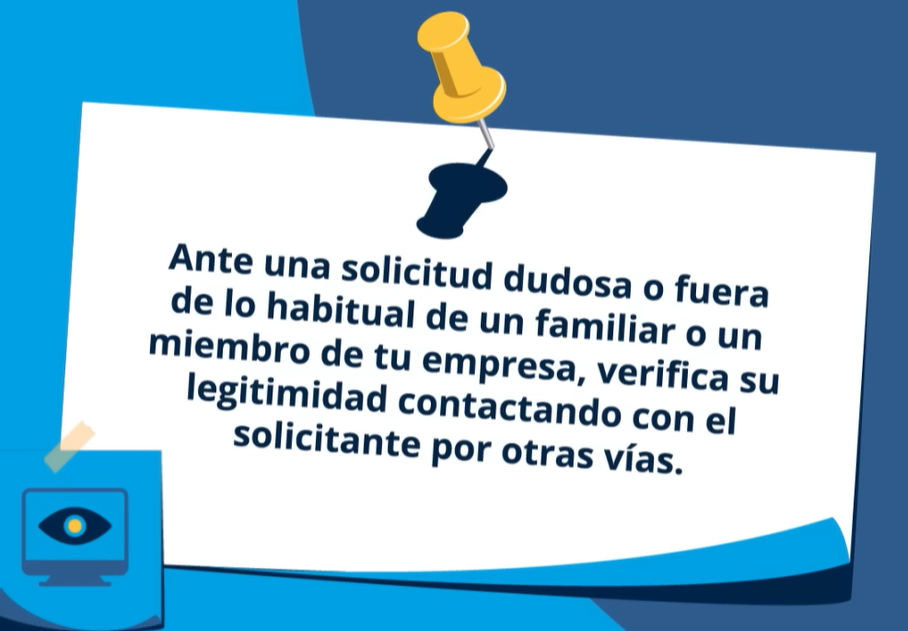 Ante una solicitud dudosa o fuera
de lo habitual de un familiar o un
miembro de tu empresa, verifica su
legitimidad contactando con el
solicitante por otras vías.